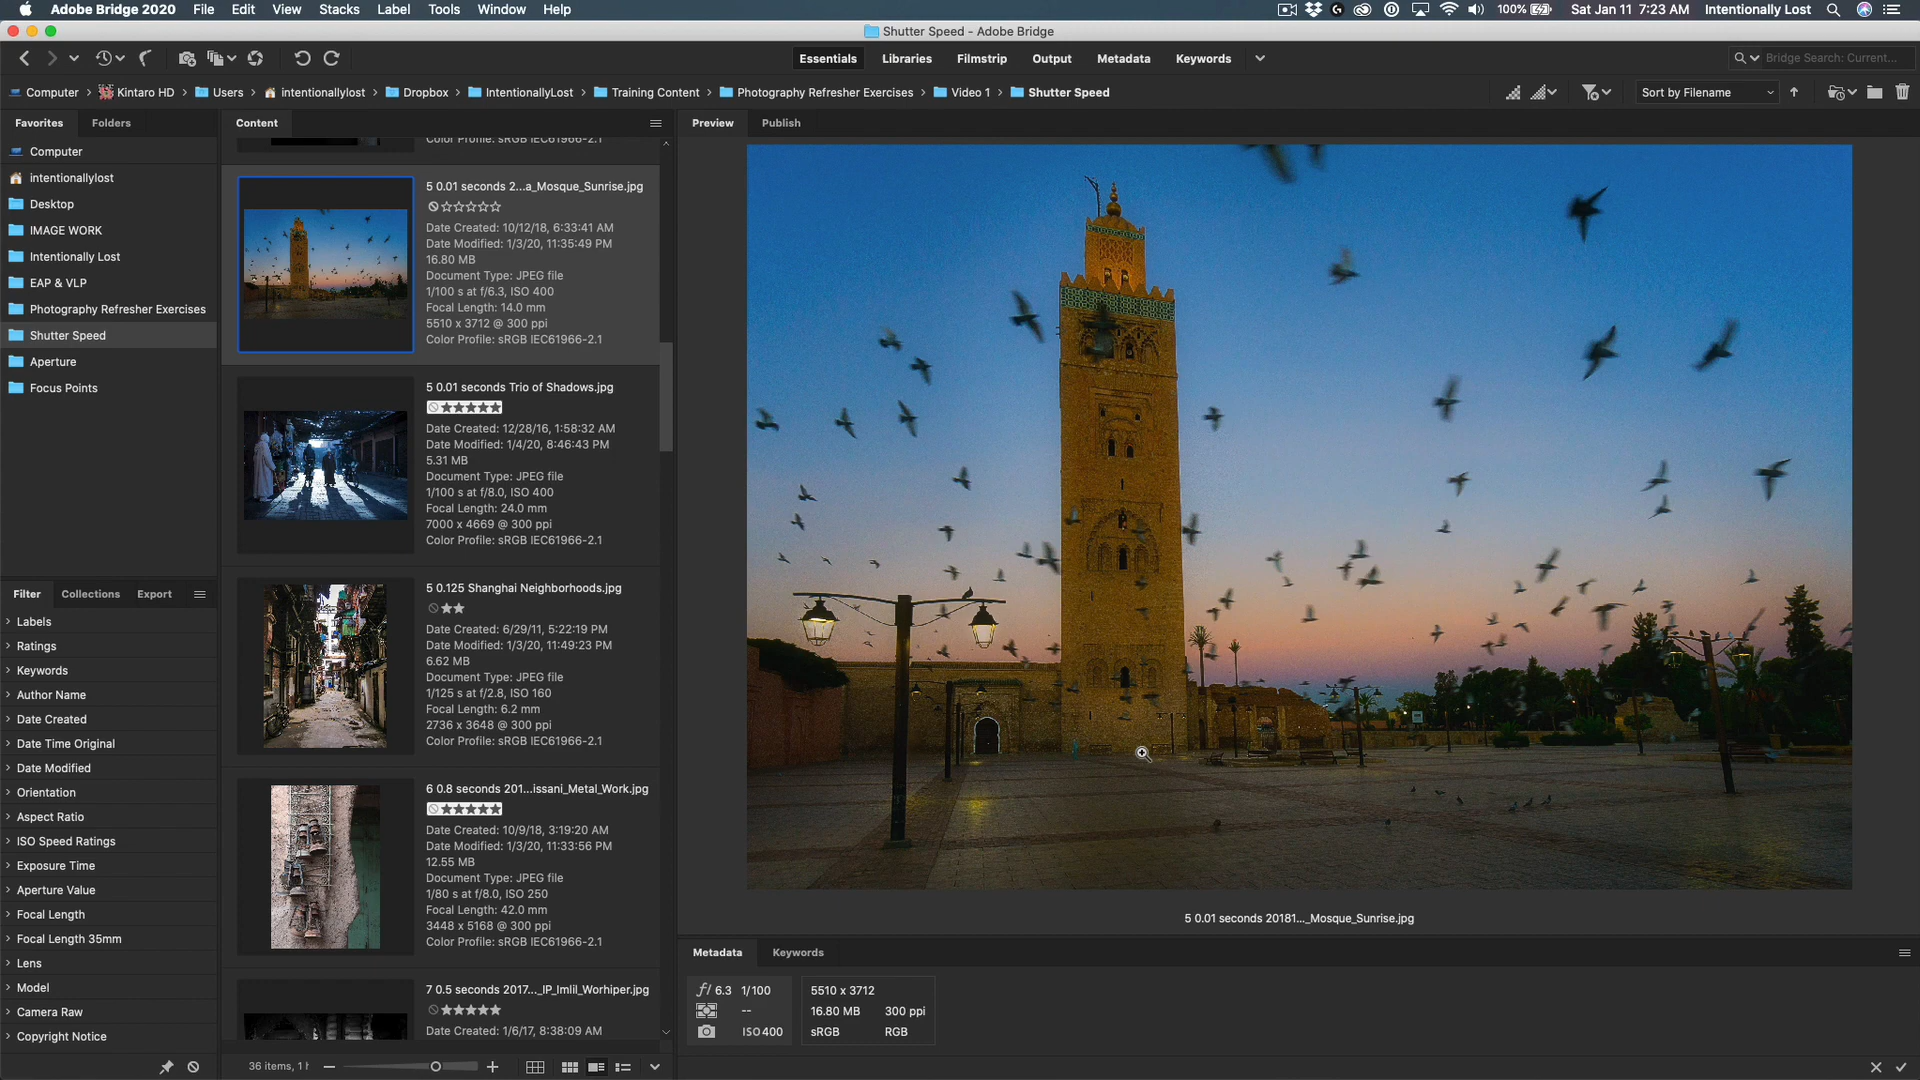 Adobe Bridge 2020 File Edit View Stacks Label Tools Window Help 100% Sat Jan 11 7:23 AM Intentionally Lost
Shutter Speed - Adobe Bridge
Essentials Libraries Filmstrip Output Metadata Keywords Bridge Search: Current...
Computer Kintaro HD Users intentionallylost Dropbox IntentionallyLost Training Content Photography Refresher Exercises Video 1 Shutter Speed Sort by Filename
Favorites Folders
Computer
intentionallylost
Desktop
IMAGE WORK
Intentionally Lost
EAP & VLP
Photography Refresher Exercises
Shutter Speed
Aperture
Focus Points
Filter Collections Export
Labels
Ratings
Keywords
Author Name
Date Created
Date Time Original
Date Modified
Orientation
Aspect Ratio
ISO Speed Ratings
Exposure Time
Aperture Value
Focal Length
Focal Length 35mm
Lens
Model
Camera Raw
Copyright Notice
Content
Color Profile: sRGB IEC61966-2.1
5 0.01 seconds 2...a_Mosque_Sunrise.jpg
Date Created: 10/12/18, 6:33:41 AM
Date Modified: 1/3/20, 11:35:49 PM
16.80 MB
Document Type: JPEG file
1/100 s at f/6.3, ISO 400
Focal Length: 14.0 mm
5510 x 3712 @ 300 ppi
Color Profile: sRGB IEC61966-2.1
5 0.01 seconds Trio of Shadows.jpg
Date Created: 12/28/16, 1:58:32 AM
Date Modified: 1/4/20, 8:46:43 PM
5.31 MB
Document Type: JPEG file
1/100 s at f/8.0, ISO 400
Focal Length: 24.0 mm
7000 x 4669 @ 300 ppi
Color Profile: sRGB IEC61966-2.1
5 0.125 Shanghai Neighborhoods.jpg
Date Created: 6/29/11, 5:22:19 PM
Date Modified: 1/3/20, 11:49:23 PM
6.62 MB
Document Type: JPEG file
1/125 s at f/2.8, ISO 160
Focal Length: 6.2 mm
2736 x 3648 @ 300 ppi
Color Profile: sRGB IEC61966-2.1
6 0.8 seconds 201...issani_Metal_Work.jpg
Date Created: 10/9/18, 3:19:20 AM
Date Modified: 1/3/20, 11:33:56 PM
12.55 MB
Document Type: JPEG file
1/80 s at f/8.0, ISO 250
Focal Length: 42.0 mm
3448 x 5168 @ 300 ppi
Color Profile: sRGB IEC61966-2.1
7 0.5 seconds 2017..._IP_Imlil_Worhiper.jpg
Date Created: 1/6/17, 8:38:09 AM
36 items, 1 h
Preview Publish
5 0.01 seconds 20181..._Mosque_Sunrise.jpg
Metadata Keywords
f/ 6.3 1/100 5510 x 3712
-- 16.80 MB 300 ppi
ISO400 sRGB RGB